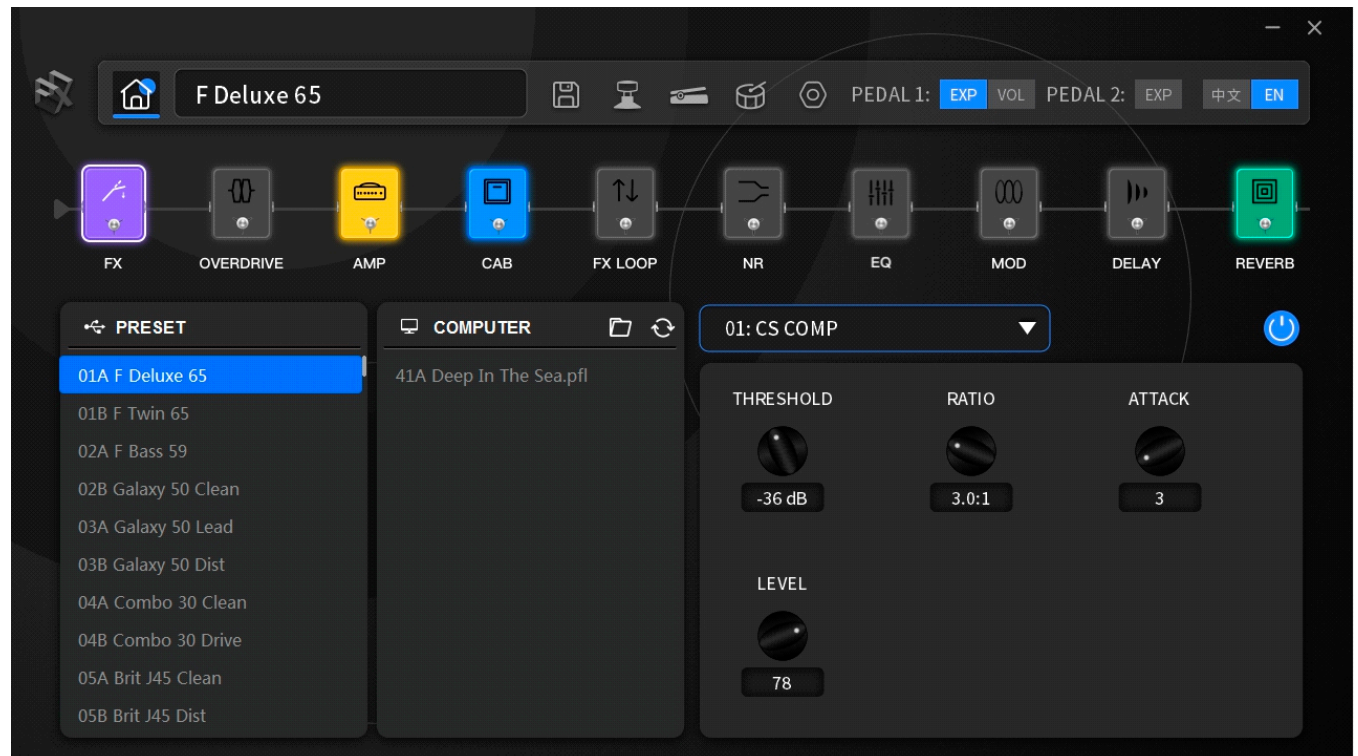 F Deluxe 65
PEDAL 1: EXP VOL PEDAL 2: EXP 中文 EN
FX OVERDRIVE AMP CAB FX LOOP NR EQ MOD DELAY REVERB
PRESET
01A F Deluxe 65
01B F Twin 65
02A F Bass 59
02B Galaxy 50 Clean
03A Galaxy 50 Lead
03B Galaxy 50 Dist
04A Combo 30 Clean
04B Combo 30 Drive
05A Brit J45 Clean
05B Brit J45 Dist
COMPUTER
41A Deep In The Sea.pfl
01: CS COMP
THRESHOLD RATIO ATTACK
-36 dB 3.0:1 3
LEVEL
78